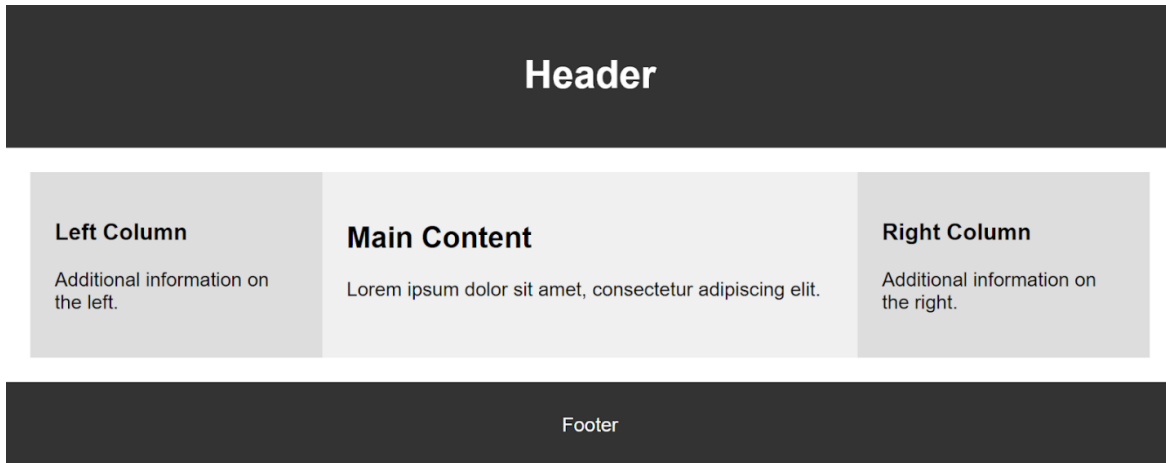 Header
Left Column
Additional information on
the left.
Main Content
Lorem ipsum dolor sit amet, consectetur adipiscing elit.
Right Column
Additional information on
the right.
Footer